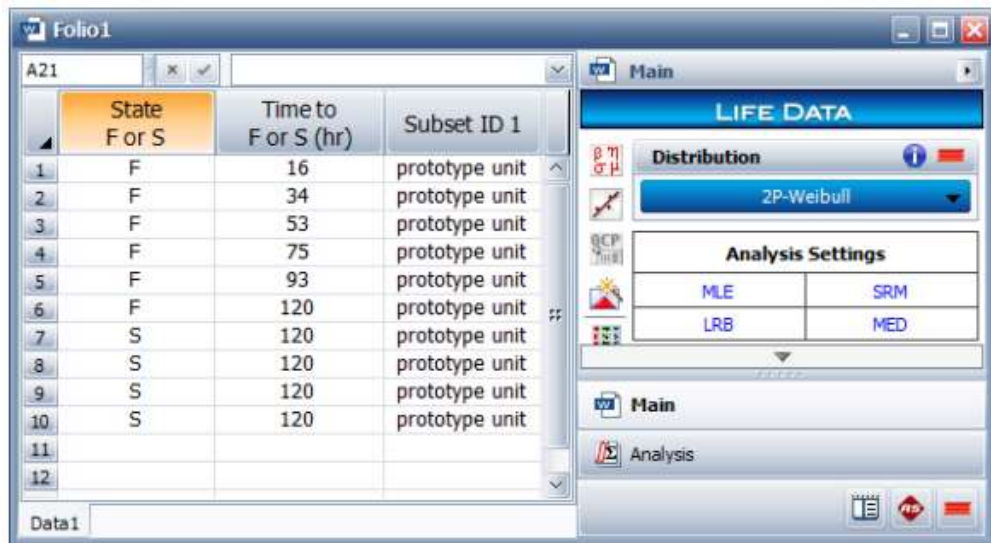 Folio1
A21
Main
State F or S Time to F or S (hr) Subset ID 1
1 F 16 prototype unit
2 F 34 prototype unit
3 F 53 prototype unit
4 F 75 prototype unit
5 F 93 prototype unit
6 F 120 prototype unit
7 S 120 prototype unit
8 S 120 prototype unit
9 S 120 prototype unit
10 S 120 prototype unit
11
12
Data1
LIFE DATA
β η
σ μ
Distribution
2P-Weibull
QCP
Analysis Settings
MLE SRM
LRB MED
Main
Analysis